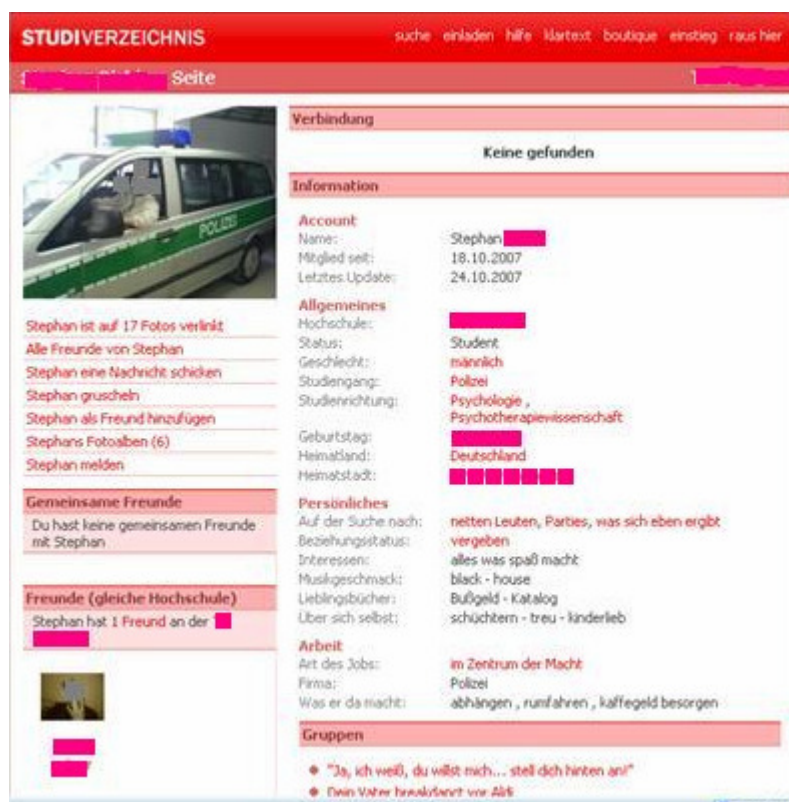 STUDIVERZEICHNIS
suche einladen hilfe klartext boutique einstieg raus hier
Seite
POLIZEI
Stephan ist auf 17 Fotos verlinkt
Alle Freunde von Stephan
Stephan eine Nachricht schicken
Stephan gruscheln
Stephan als Freund hinzufügen
Stephans Fotoalben (6)
Stephan melden
Gemeinsame Freunde
Du hast keine gemeinsamen Freunde
mit Stephan
Freunde (gleiche Hochschule)
Stephan hat 1 Freund an der
Verbindung
Keine gefunden
Information
Account
Name: Stephan
Mitglied seit: 18.10.2007
Letztes Update: 24.10.2007
Allgemeines
Hochschule:
Status: Student
Geschlecht: männlich
Studiengang: Polizei
Studienrichtung: Psychologie ,
Psychotherapiewissenschaft
Geburtstag:
Heimatland: Deutschland
Heimatstadt:
Persönliches
Auf der Suche nach: netten Leuten, Parties, was sich eben ergibt
Beziehungsstatus: vergeben
Interessen: alles was spaß macht
Musikgeschmack: black - house
Lieblingsbücher: Bußgeld - Katalog
Über sich selbst: schüchtern - treu - kinderlieb
Arbeit
Art des Jobs: im Zentrum der Macht
Firma: Polizei
Was er da macht: abhängen , rumfahren , kaffegeld besorgen
Gruppen
"Ja, ich weiß, du willst mich... stell dich hinten an!"
Dein Vater breakdanct vor Aldi